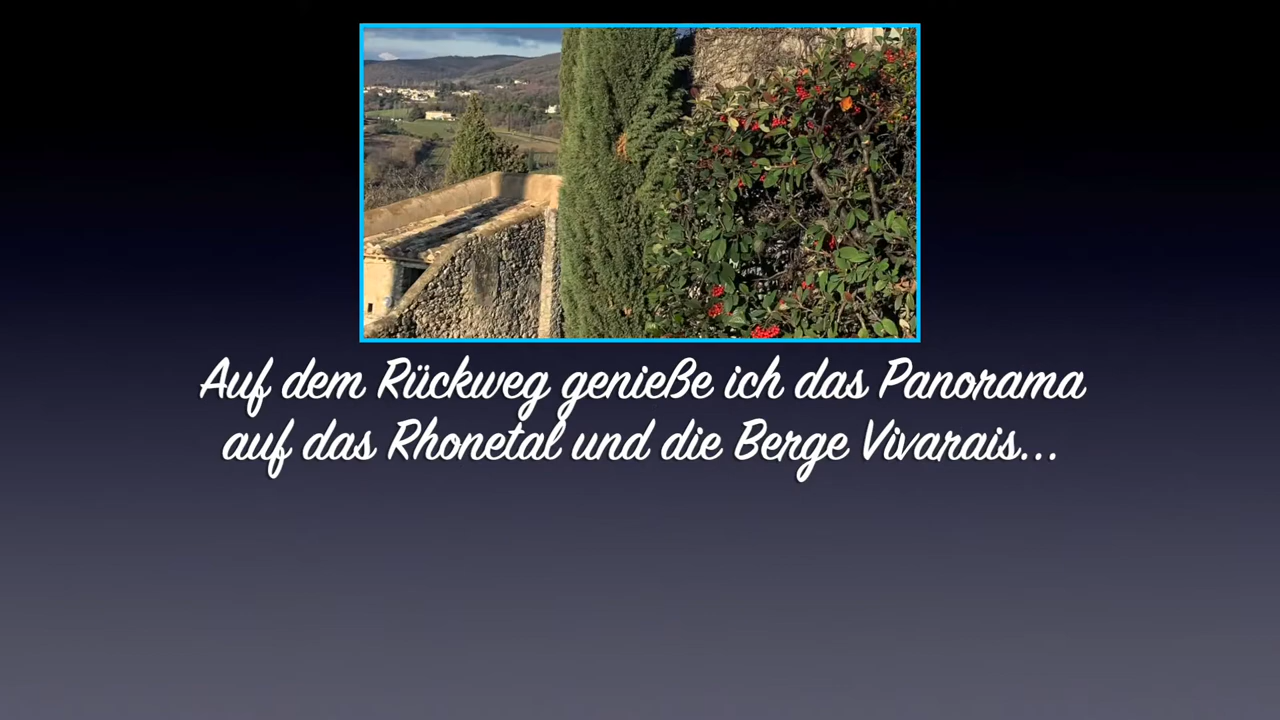 Auf dem Rückweg genieße ich das Panorama
auf das Rhonetal und die Berge Vivarais...